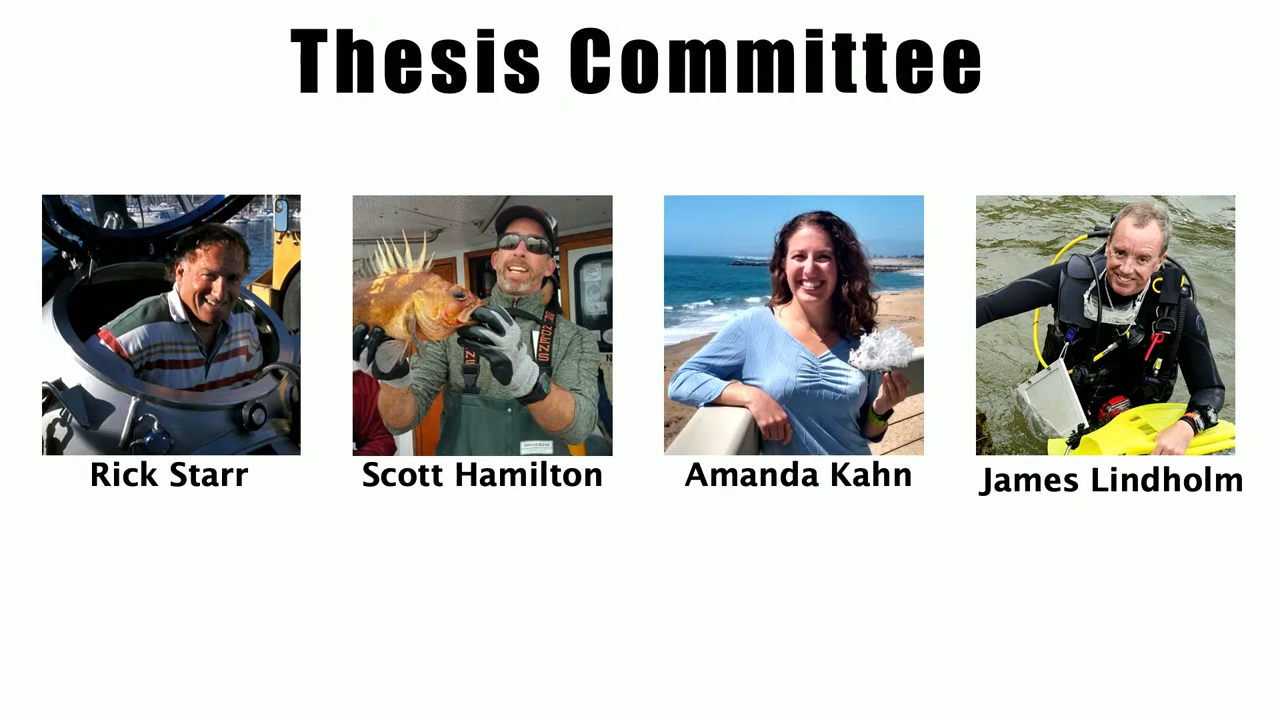 Thesis Committee
Rick Starr
Scott Hamilton
Amanda Kahn
James Lindholm